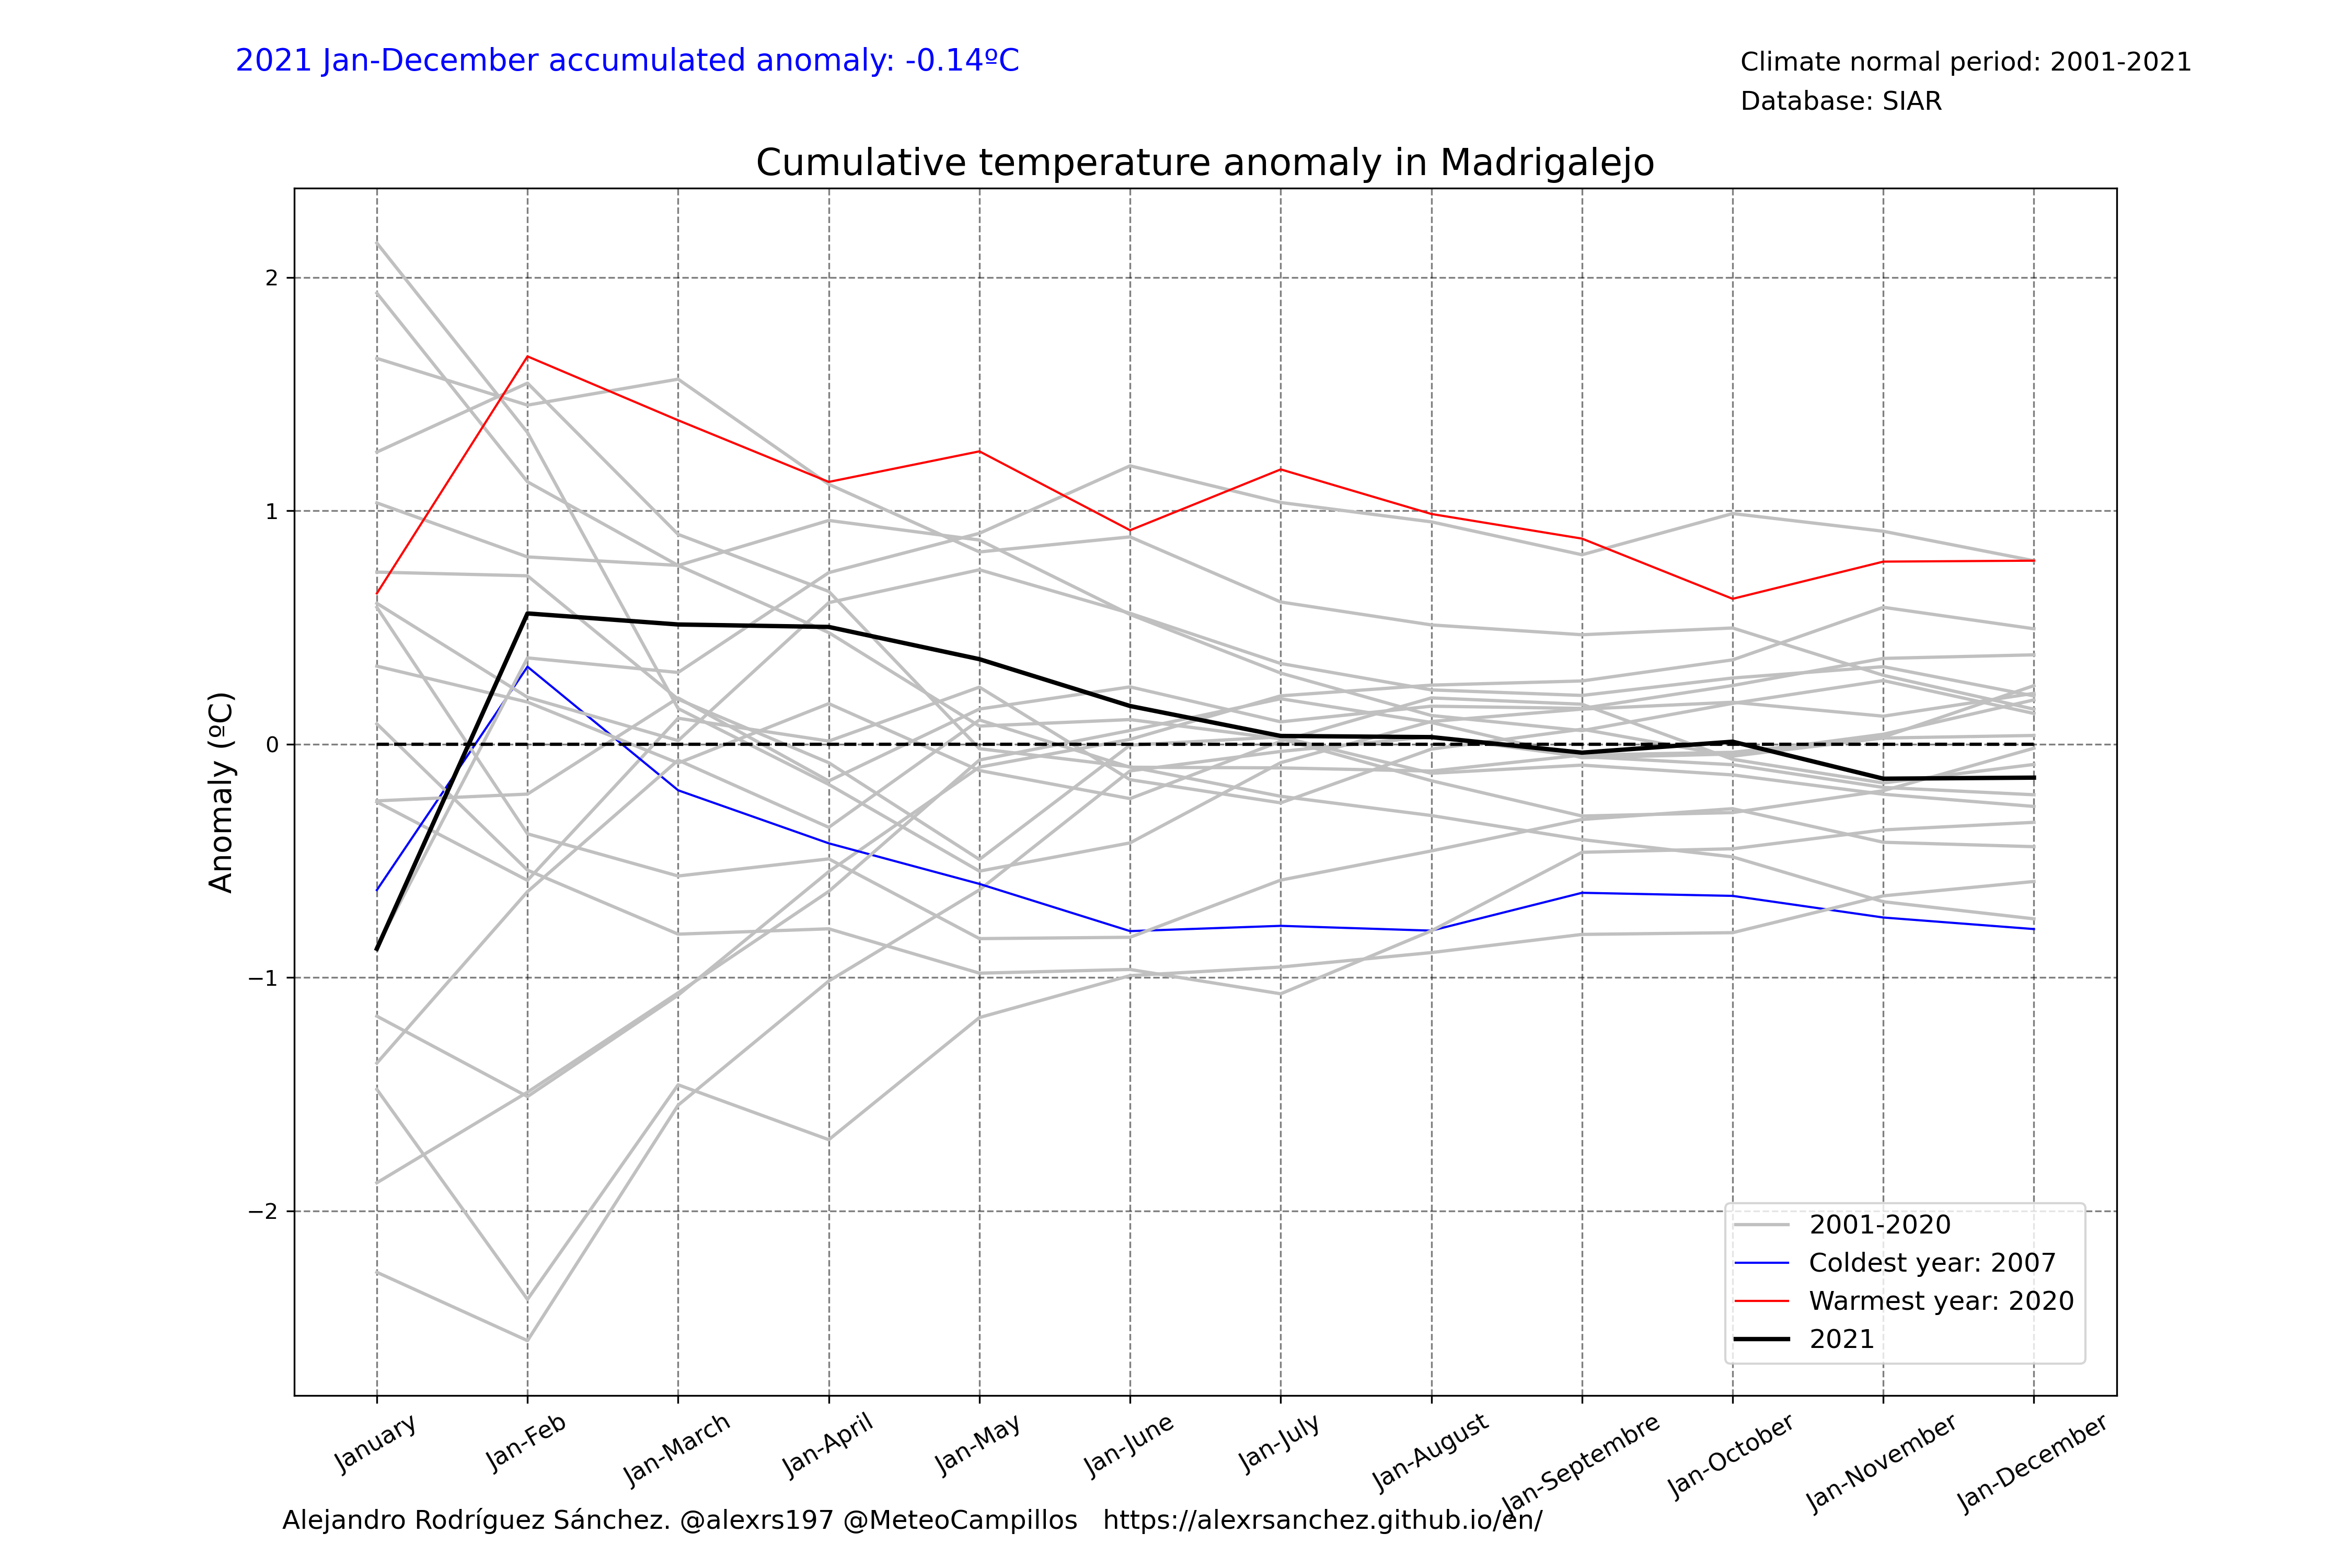 2021 Jan-December accumulated anomaly: -0.14ºC
Climate normal period: 2001-2021
Database: SIAR
Cumulative temperature anomaly in Madrigalejo
Anomaly (ºC)
2
1
0
−1
−2
2001-2020
Coldest year: 2007
Warmest year: 2020
2021
January
Jan-Feb
Jan-March
Jan-April
Jan-May
Jan-June
Jan-July
Jan-August
Jan-Septembre
Jan-October
Jan-November
Jan-December
Alejandro Rodríguez Sánchez. @alexrs197 @MeteoCampillos https://alexrsanchez.github.io/en/